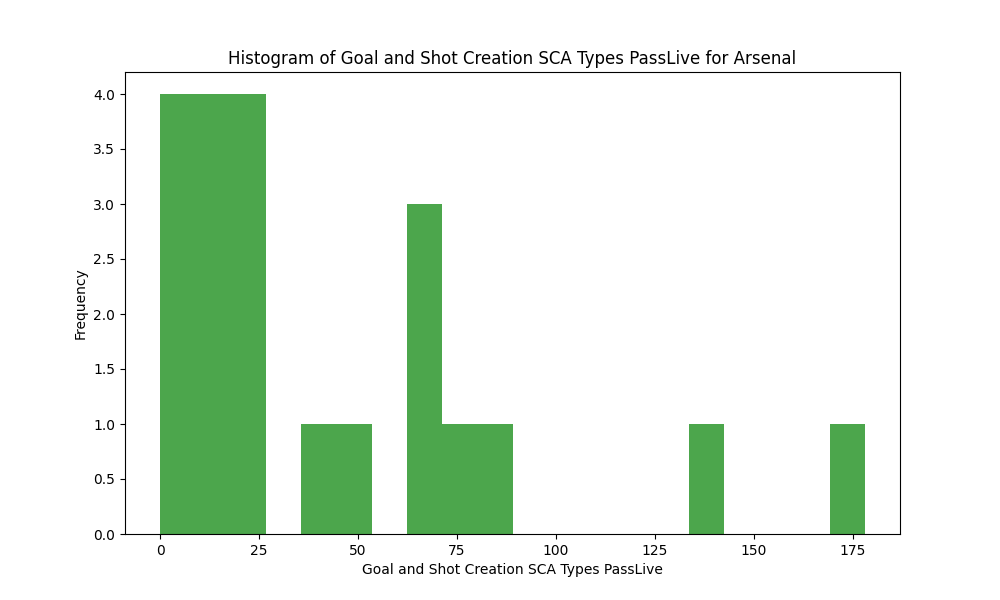 Histogram of Goal and Shot Creation SCA Types PassLive for Arsenal
4.0
3.5
3.0
2.5
2.0
1.5
1.0
0.5
0.0
Frequency
0 25 50 75 100 125 150 175
Goal and Shot Creation SCA Types PassLive